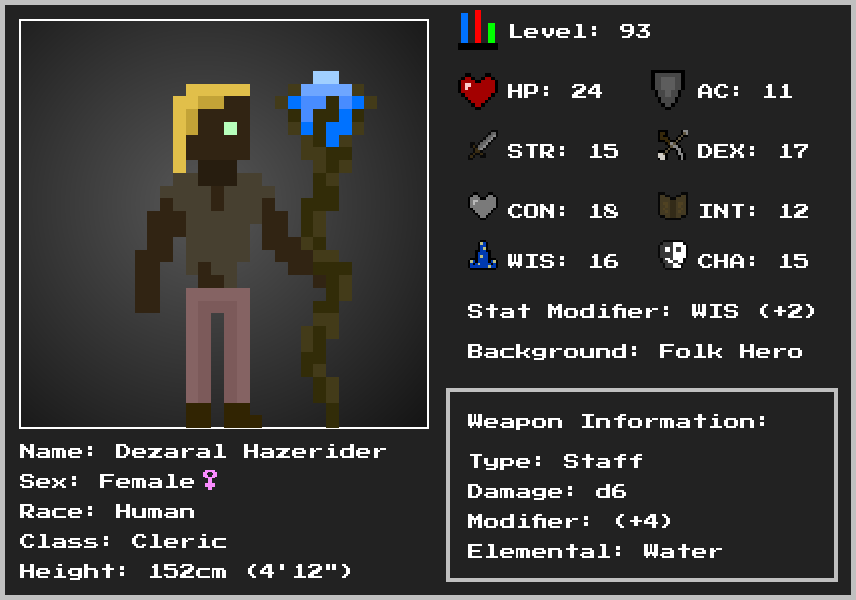 Level: 93
HP: 24
AC: 11
STR: 15
DEX: 17
CON: 18
INT: 12
WIS: 16
CHA: 15
Stat Modifier: WIS (+2)
Background: Folk Hero
Weapon Information:
Type: Staff
Damage: d6
Modifier: (+4)
Elemental: Water
Name: Dezaral Hazerider
Sex: Female♀
Race: Human
Class: Cleric
Height: 152cm (4'12")